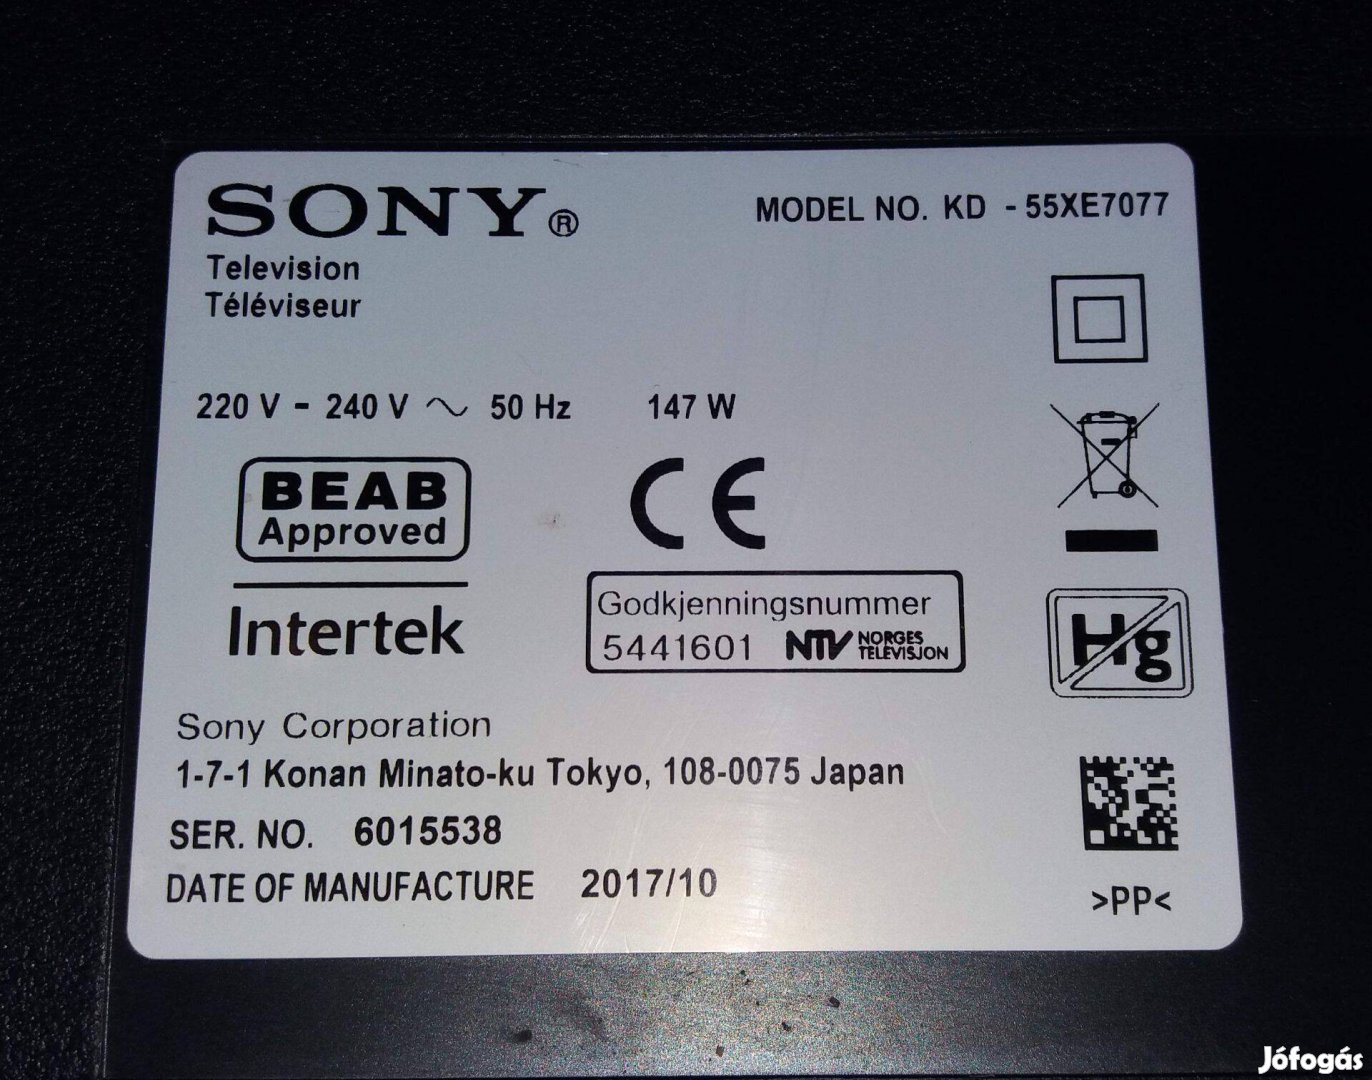 SONY®
MODEL NO. KD - 55XE7077
Television
Téléviseur
220 V - 240 V ~ 50 Hz 147 W
BEAB
Approved
CE
Intertek
Godkjenningsnummer
5441601 NTV NORGES TELEVISJON
Hg
Sony Corporation
1-7-1 Konan Minato-ku Tokyo, 108-0075 Japan
SER. NO. 6015538
DATE OF MANUFACTURE 2017/10
>PP<
Jófogás